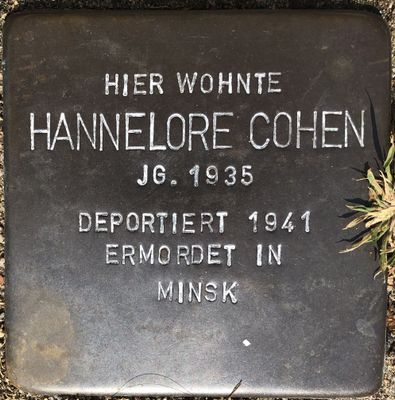 HIER WOHNTE
HANNELORE COHEN
JG. 1935
DEPORTIERT 1941
ERMORDET IN
MINSK